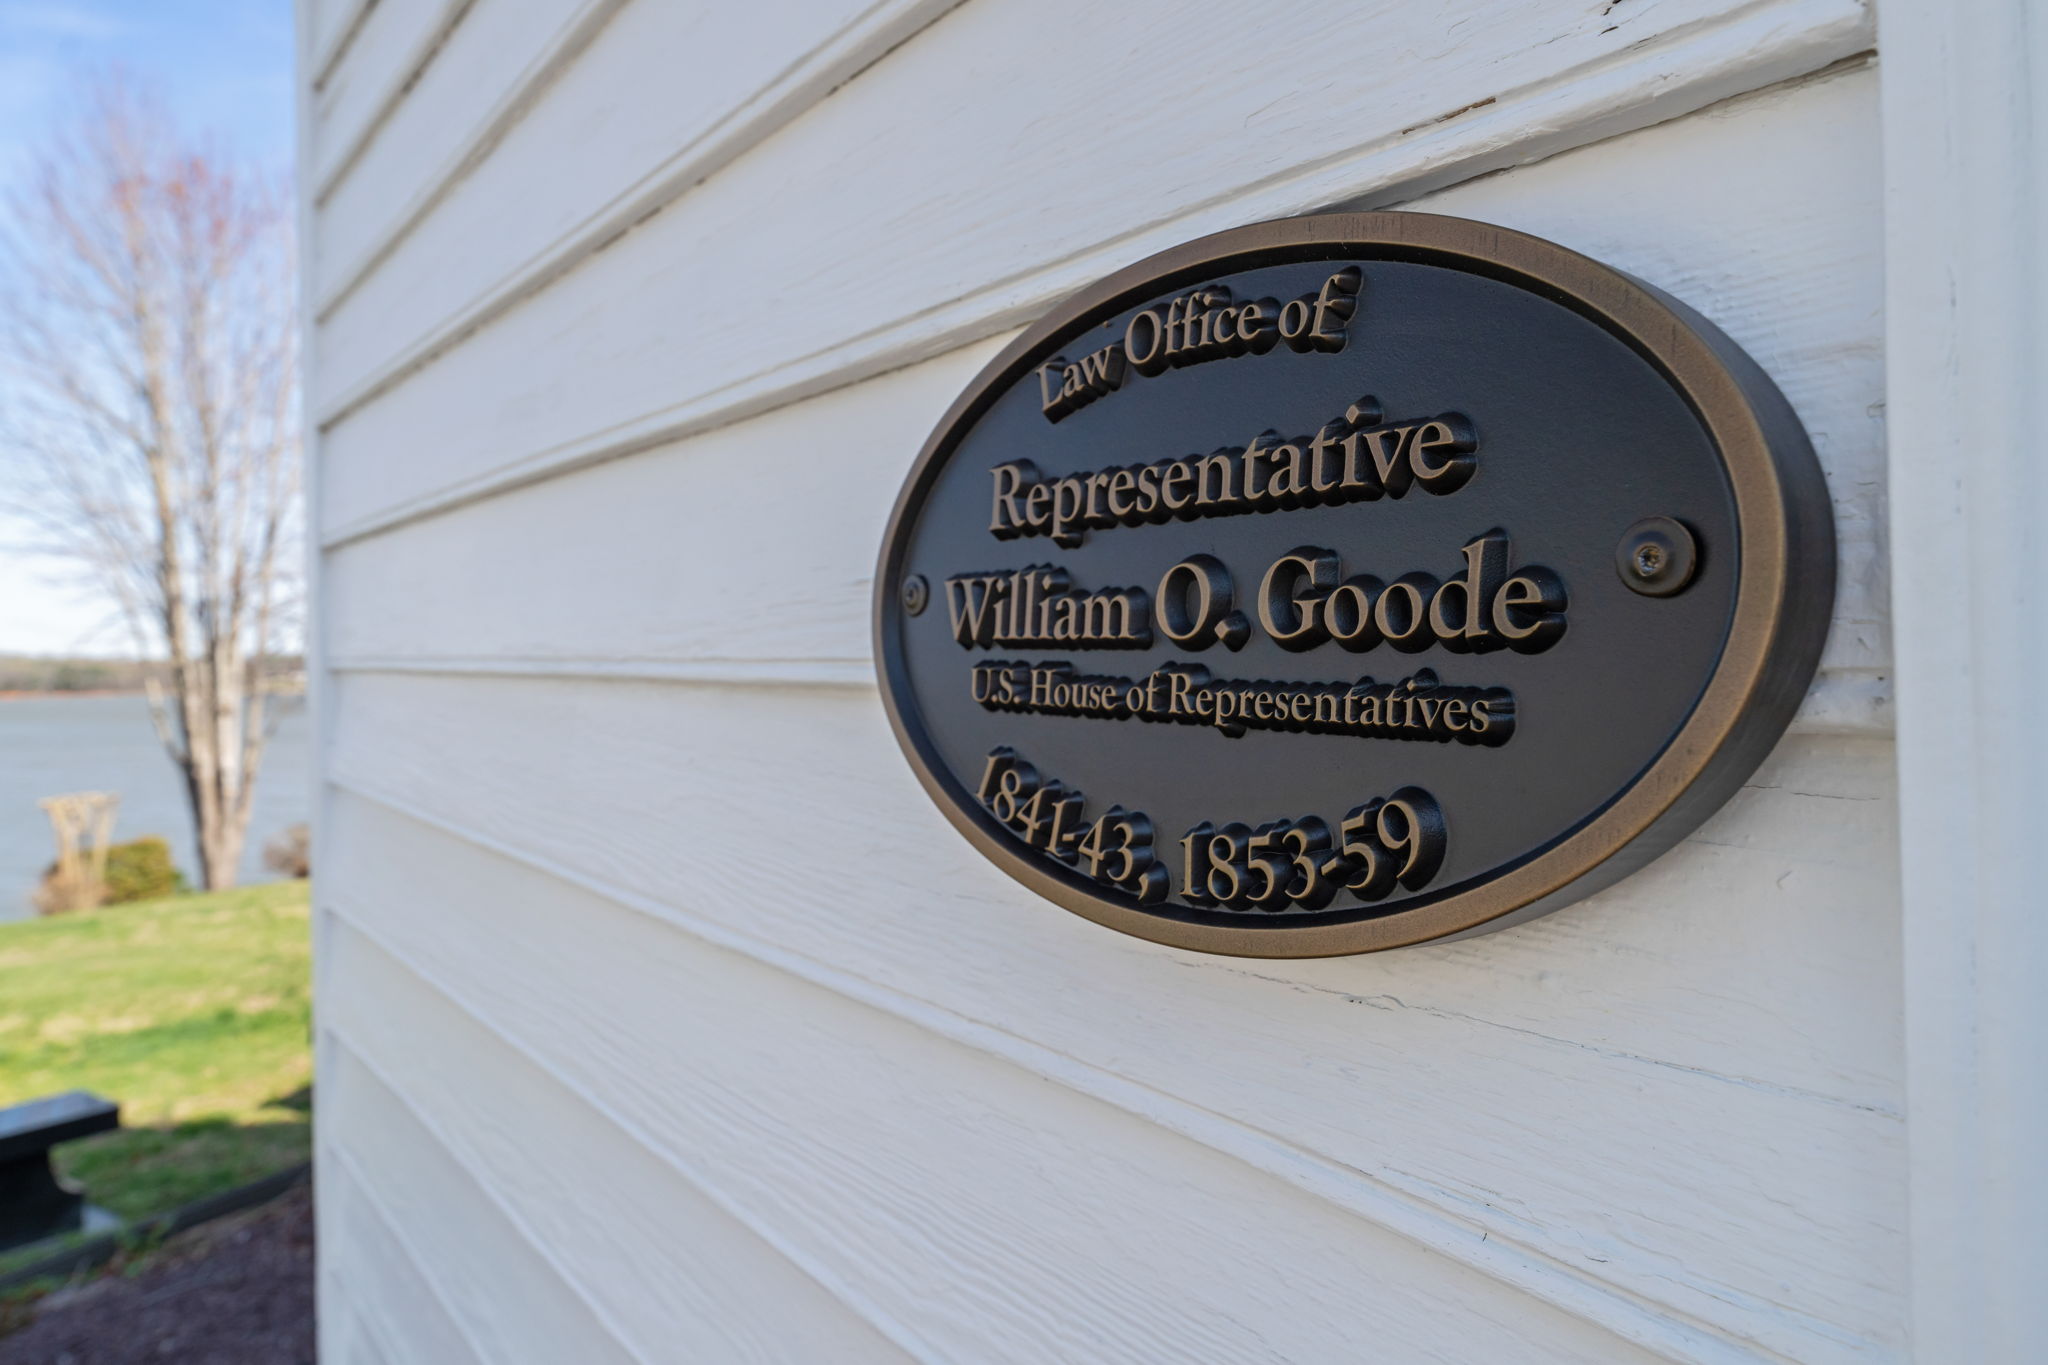 Law Office of
Representative
William O. Goode
U.S. House of Representatives
1841-43, 1853-59